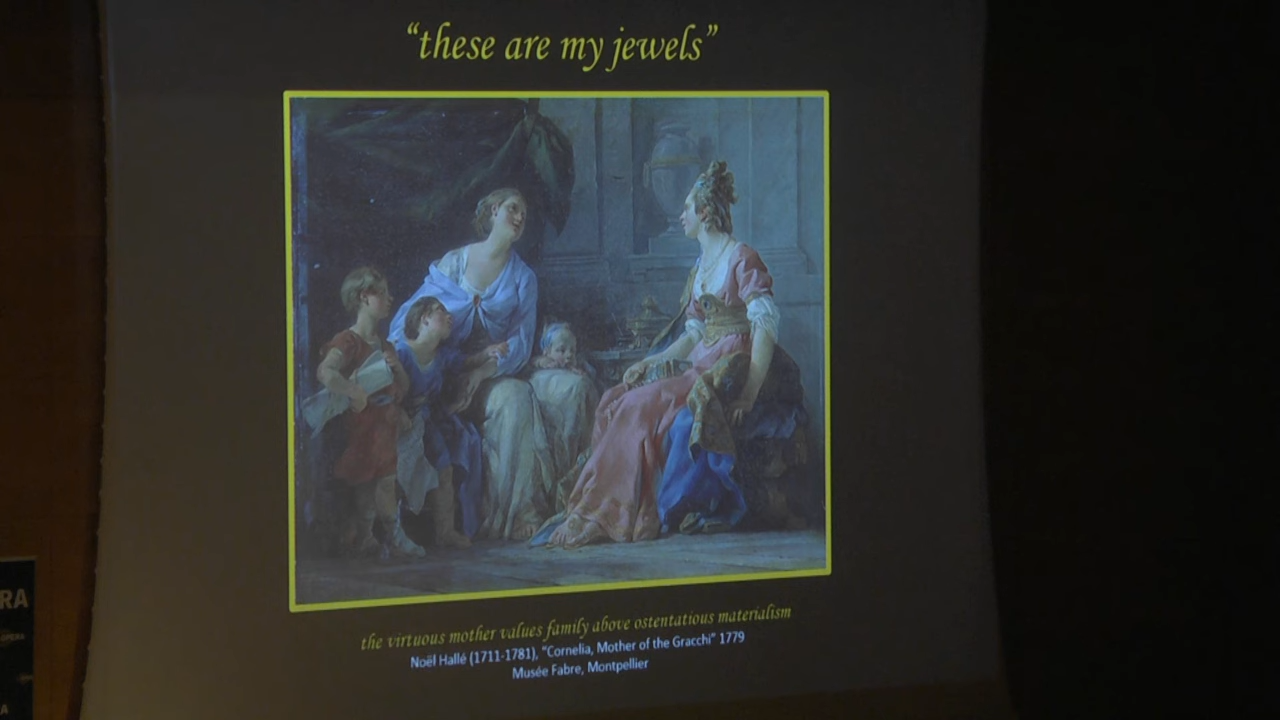 “these are my jewels”
the virtuous mother values family above ostentatious materialism
Noël Hallé (1711-1781), “Cornelia, Mother of the Gracchi” 1779
Musée Fabre, Montpellier
RA
OPERA
A